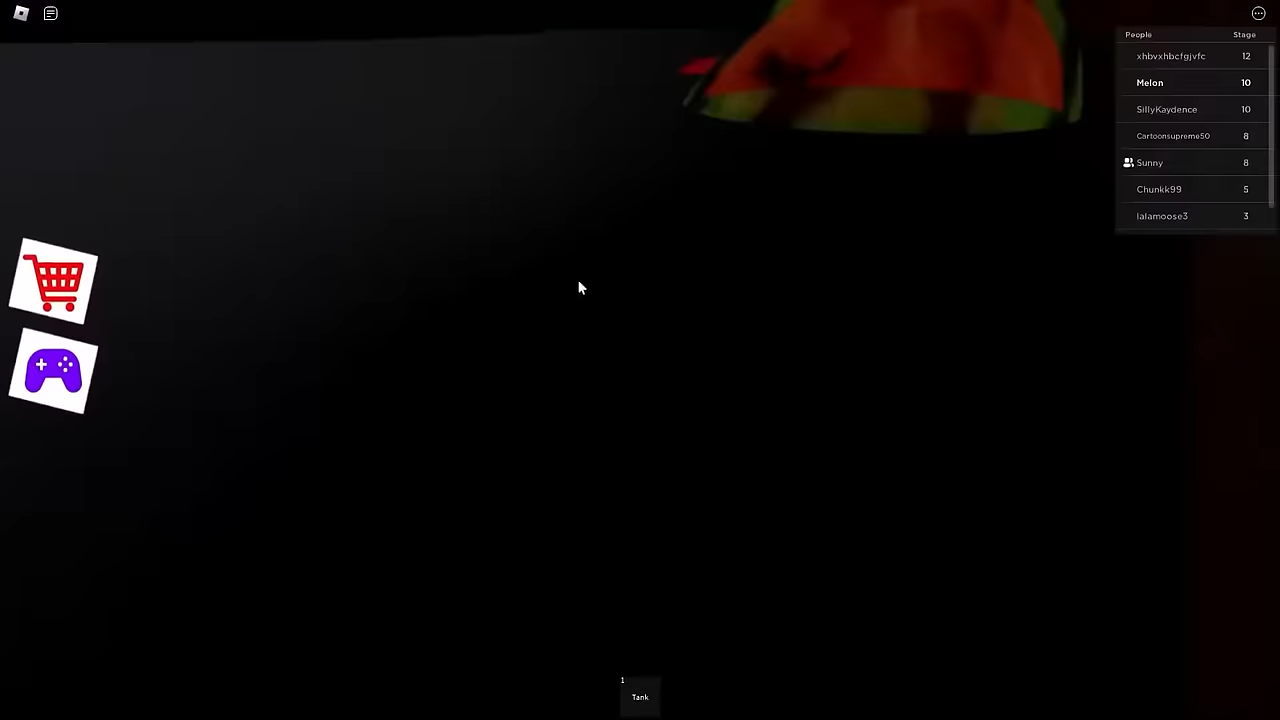 People Stage
xhbvxhbcfgjvfc 12
Melon 10
SillyKaydence 10
Cartoonsupreme50 8
Sunny 8
Chunkk99 5
lalamoose3 3
1
Tank